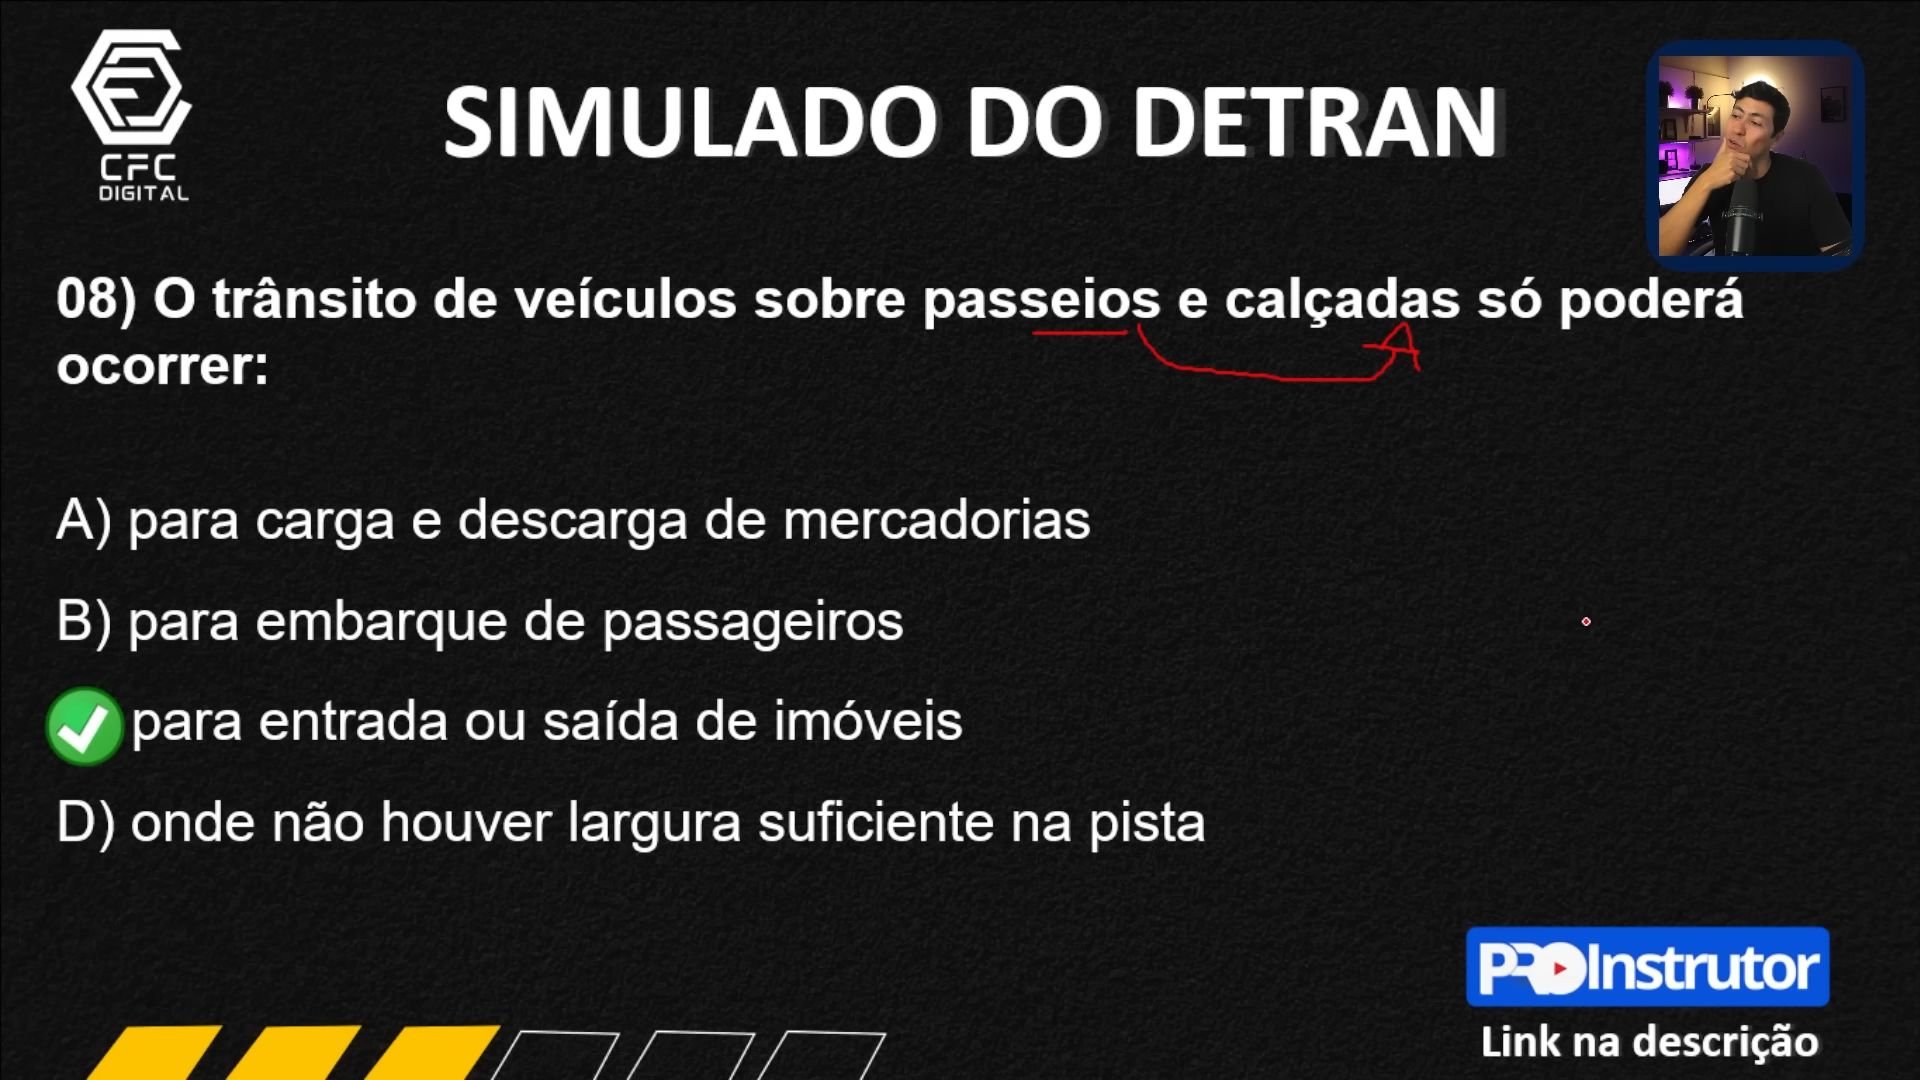 CFC
DIGITAL
SIMULADO DO DETRAN
08) O trânsito de veículos sobre passeios e calçadas só poderá
ocorrer:
A) para carga e descarga de mercadorias
B) para embarque de passageiros
para entrada ou saída de imóveis
D) onde não houver largura suficiente na pista
PROInstrutor
Link na descrição